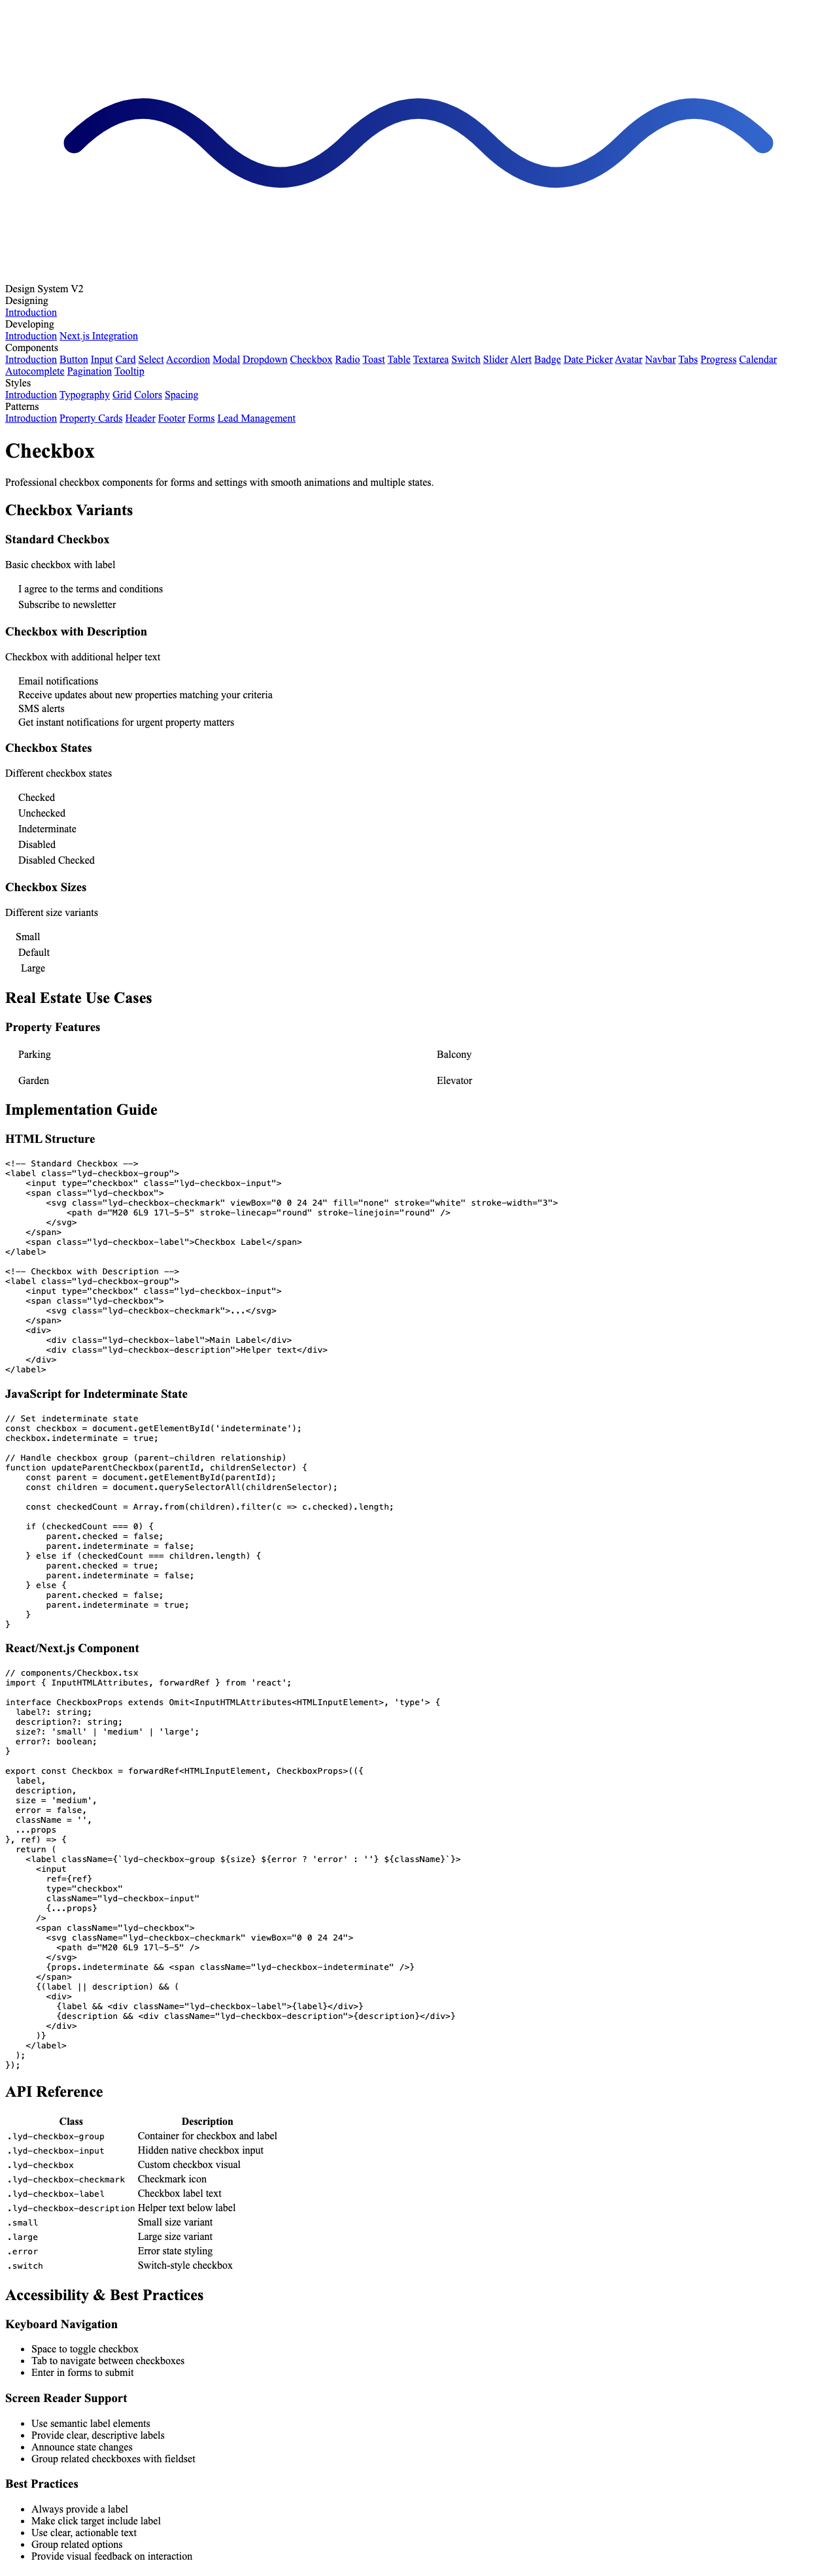 Design System V2
Designing
Introduction
Developing
Introduction Next.js Integration
Components
Introduction Button Input Card Select Accordion Modal Dropdown Checkbox Radio Toast Table Textarea Switch Slider Alert Badge Date Picker Avatar Navbar Tabs Progress Calendar
Autocomplete Pagination Tooltip
Styles
Introduction Typography Grid Colors Spacing
Patterns
Introduction Property Cards Header Footer Forms Lead Management
Checkbox
Professional checkbox components for forms and settings with smooth animations and multiple states.
Checkbox Variants
Standard Checkbox
Basic checkbox with label
I agree to the terms and conditions
Subscribe to newsletter
Checkbox with Description
Checkbox with additional helper text
Email notifications
Receive updates about new properties matching your criteria
SMS alerts
Get instant notifications for urgent property matters
Checkbox States
Different checkbox states
Checked
Unchecked
Indeterminate
Disabled
Disabled Checked
Checkbox Sizes
Different size variants
Small
Default
Large
Real Estate Use Cases
Property Features
Parking Balcony
Garden Elevator
Implementation Guide
HTML Structure
<!-- Standard Checkbox -->
<label class="lyd-checkbox-group">
    <input type="checkbox" class="lyd-checkbox-input">
    <span class="lyd-checkbox">
        <svg class="lyd-checkbox-checkmark" viewBox="0 0 24 24" fill="none" stroke="white" stroke-width="3">
            <path d="M20 6L9 17l-5-5" stroke-linecap="round" stroke-linejoin="round" />
        </svg>
    </span>
    <span class="lyd-checkbox-label">Checkbox Label</span>
</label>
<!-- Checkbox with Description -->
<label class="lyd-checkbox-group">
    <input type="checkbox" class="lyd-checkbox-input">
    <span class="lyd-checkbox">
        <svg class="lyd-checkbox-checkmark">...</svg>
    </span>
    <div>
        <div class="lyd-checkbox-label">Main Label</div>
        <div class="lyd-checkbox-description">Helper text</div>
    </div>
</label>
JavaScript for Indeterminate State
// Set indeterminate state
const checkbox = document.getElementById('indeterminate');
checkbox.indeterminate = true;
// Handle checkbox group (parent-children relationship)
function updateParentCheckbox(parentId, childrenSelector) {
    const parent = document.getElementById(parentId);
    const children = document.querySelectorAll(childrenSelector);
    const checkedCount = Array.from(children).filter(c => c.checked).length;
    if (checkedCount === 0) {
        parent.checked = false;
        parent.indeterminate = false;
    } else if (checkedCount === children.length) {
        parent.checked = true;
        parent.indeterminate = false;
    } else {
        parent.checked = false;
        parent.indeterminate = true;
    }
}
React/Next.js Component
// components/Checkbox.tsx
import { InputHTMLAttributes, forwardRef } from 'react';
interface CheckboxProps extends Omit<InputHTMLAttributes<HTMLInputElement>, 'type'> {
  label?: string;
  description?: string;
  size?: 'small' | 'medium' | 'large';
  error?: boolean;
}
export const Checkbox = forwardRef<HTMLInputElement, CheckboxProps>(({
  label,
  description,
  size = 'medium',
  error = false,
  className = '',
  ...props
}, ref) => {
  return (
    <label className={`lyd-checkbox-group ${size} ${error ? 'error' : ''} ${className}`}>
      <input
        ref={ref}
        type="checkbox"
        className="lyd-checkbox-input"
        {...props}
      />
      <span className="lyd-checkbox">
        <svg className="lyd-checkbox-checkmark" viewBox="0 0 24 24">
          <path d="M20 6L9 17l-5-5" />
        </svg>
        {props.indeterminate && <span className="lyd-checkbox-indeterminate" />}
      </span>
      {(label || description) && (
        <div>
          {label && <div className="lyd-checkbox-label">{label}</div>}
          {description && <div className="lyd-checkbox-description">{description}</div>}
        </div>
      )}
    </label>
  );
});
API Reference
Class Description
.lyd-checkbox-group Container for checkbox and label
.lyd-checkbox-input Hidden native checkbox input
.lyd-checkbox Custom checkbox visual
.lyd-checkbox-checkmark Checkmark icon
.lyd-checkbox-label Checkbox label text
.lyd-checkbox-description Helper text below label
.small Small size variant
.large Large size variant
.error Error state styling
.switch Switch-style checkbox
Accessibility & Best Practices
Keyboard Navigation
• Space to toggle checkbox
• Tab to navigate between checkboxes
• Enter in forms to submit
Screen Reader Support
• Use semantic label elements
• Provide clear, descriptive labels
• Announce state changes
• Group related checkboxes with fieldset
Best Practices
• Always provide a label
• Make click target include label
• Use clear, actionable text
• Group related options
• Provide visual feedback on interaction